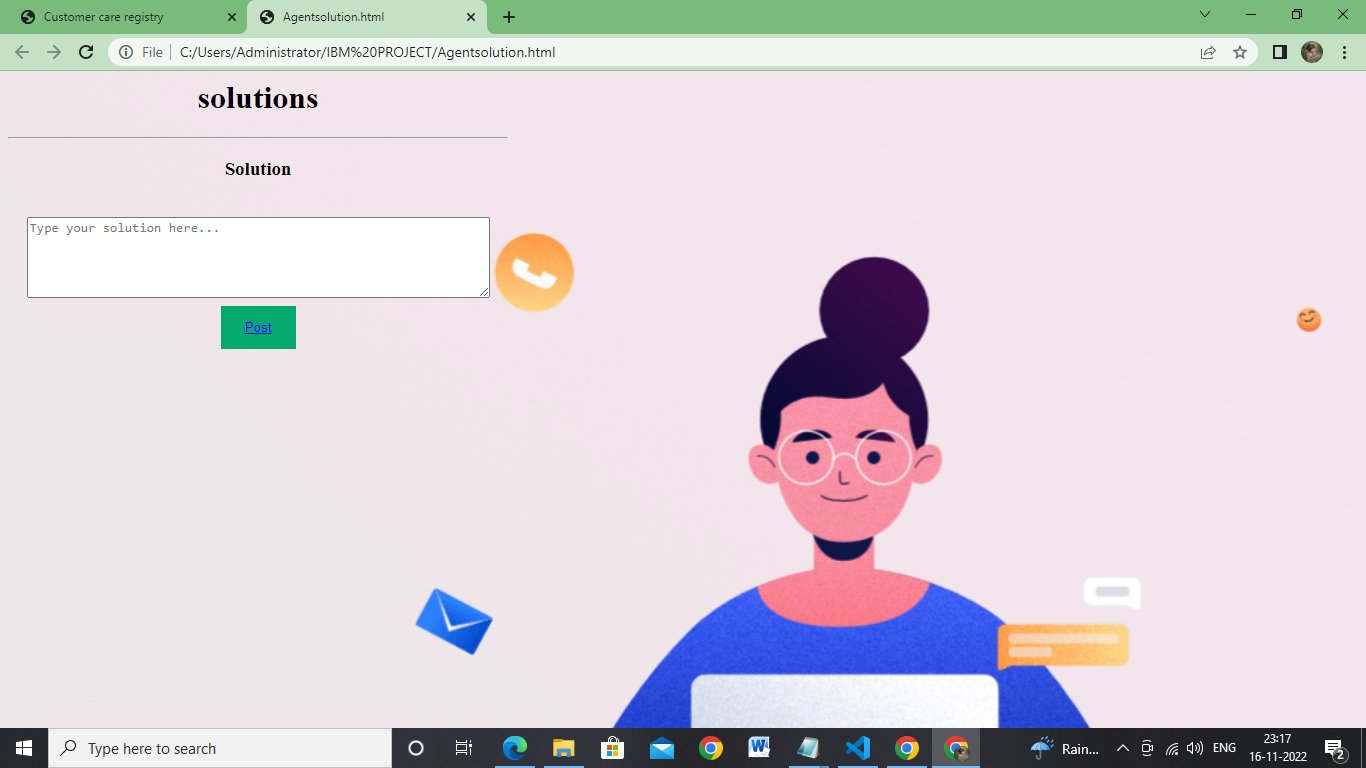 Customer care registry
Agentsolution.html
File
C:/Users/Administrator/IBM%20PROJECT/Agentsolution.html
solutions
Solution
Type your solution here...
Post
Type here to search
Rain...
ENG
23:17
16-11-2022
2